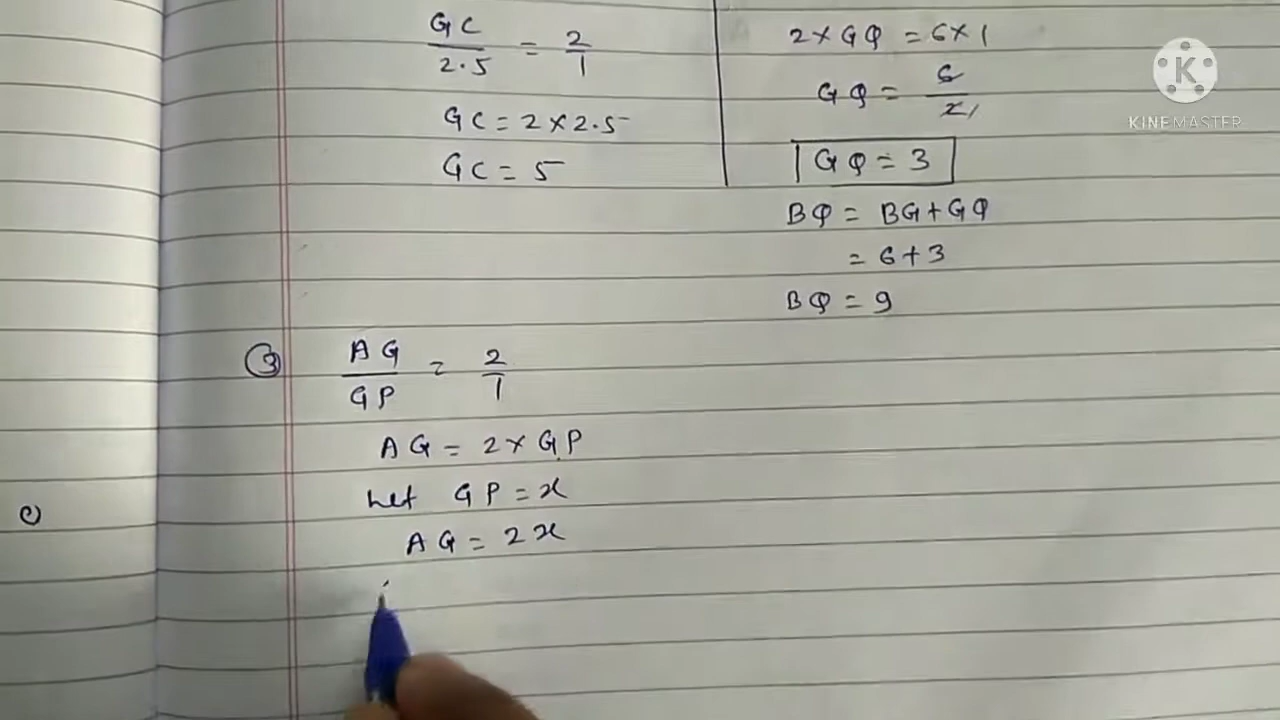 GC/2.5 = 2/1
GC = 2 × 2.5
GC = 5
2 × GQ = 6 × 1
GQ = 6/2 1
GQ = 3
BQ = BG + GQ
= 6 + 3
BQ = 9
③ AG/GP = 2/1
AG = 2 × GP
Let GP = x
AG = 2x
K
KINEMASTER